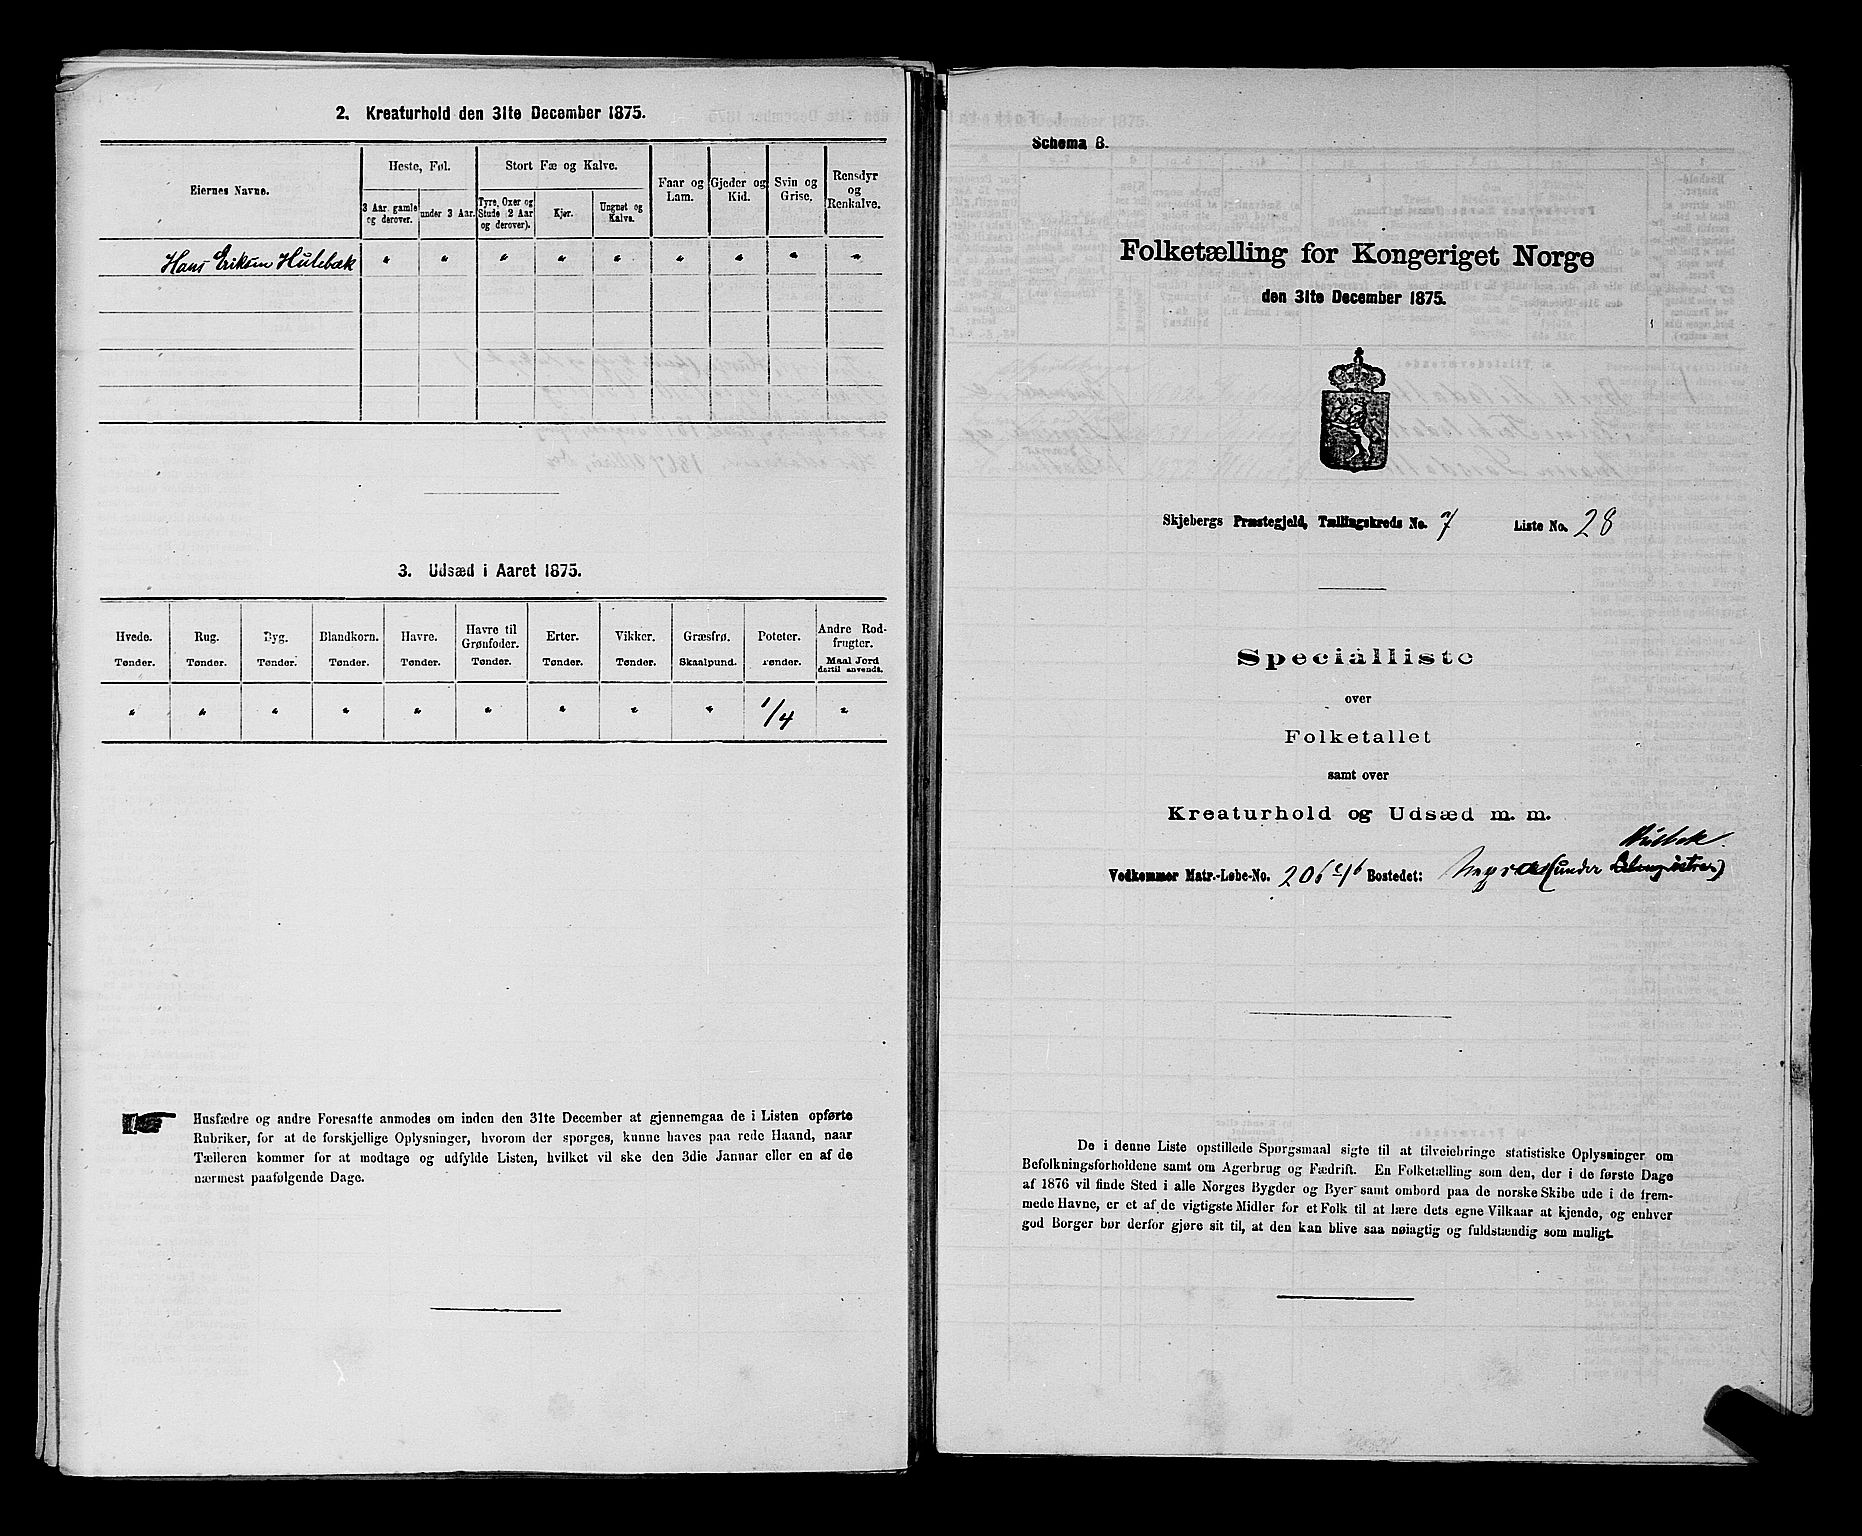 2. Kreaturhold den 31te December 1875.
Eiernes Navne.
Heste, Føl.
Stort Fæ og Kalve.
Faar og Lam.
Gjeder og Kid.
Svin og Grise.
Rensdyr og Renkalve.
3 Aar. gamle og derover.
under 3 Aar.
Tyre, Oxer og Stude 2 Aar og derover).
Kjør.
Ungnøt og Kalve.
Hans Eriksen Hulebæk " " " " " " " " "
3. Udsæd i Aaret 1875.
Hvede. Tønder.
Rug. Tønder.
Byg. Tønder.
Blandkorn. Tønder.
Havre. Tønder.
Havre til Grønfoder. Tønder.
Erter. Tønder.
Vikker. Tønder.
Græsfrø. Skaalpund.
Poteter. Tønder.
Andre Rodfrugter. Maal Jord dertil anvendt.
" " " " " " " " " 1/4 "
Husfædre og andre Foresatte anmodes om inden den 31te December at gjennemgaa de i Listen opførte
Rubriker, for at de forskjellige Oplysninger, hvorom der spørges, kunne haves paa rede Haand, naar
Tælleren kommer for at modtage og udfylde Listen, hvilket vil ske den 3die Januar eller en af de
nærmest paafølgende Dage.
Schema B.
Folketælling for Kongeriget Norge
den 31te December 1875.
Skjebergs Præstegjeld, Tællingskreds No. 7 Liste No. 28
Specialliste
over
Folketallet
samt over
Kreaturhold og Udsæd m. m.
Vedkommer Matr.-Løbe-No. 206 Bostedet: (under
De i denne Liste opstillede Spørgsmaal sigte til at tilveiebringe statistiske Oplysninger om
Befolkningsforholdene samt om Agerbrug og Fædrift. En Folketælling som den, der i de første Dage
af 1876 vil finde Sted i alle Norges Bygder og Byer samt ombord paa de norske Skibe ude i de frem-
mede Havne, er et af de vigtigste Midler for et Folk til at lære dets egne Vilkaar at kjende, og enhver
god Borger bør derfor gjøre sit til, at den kan blive saa nøiagtig og fuldstændig som muligt.